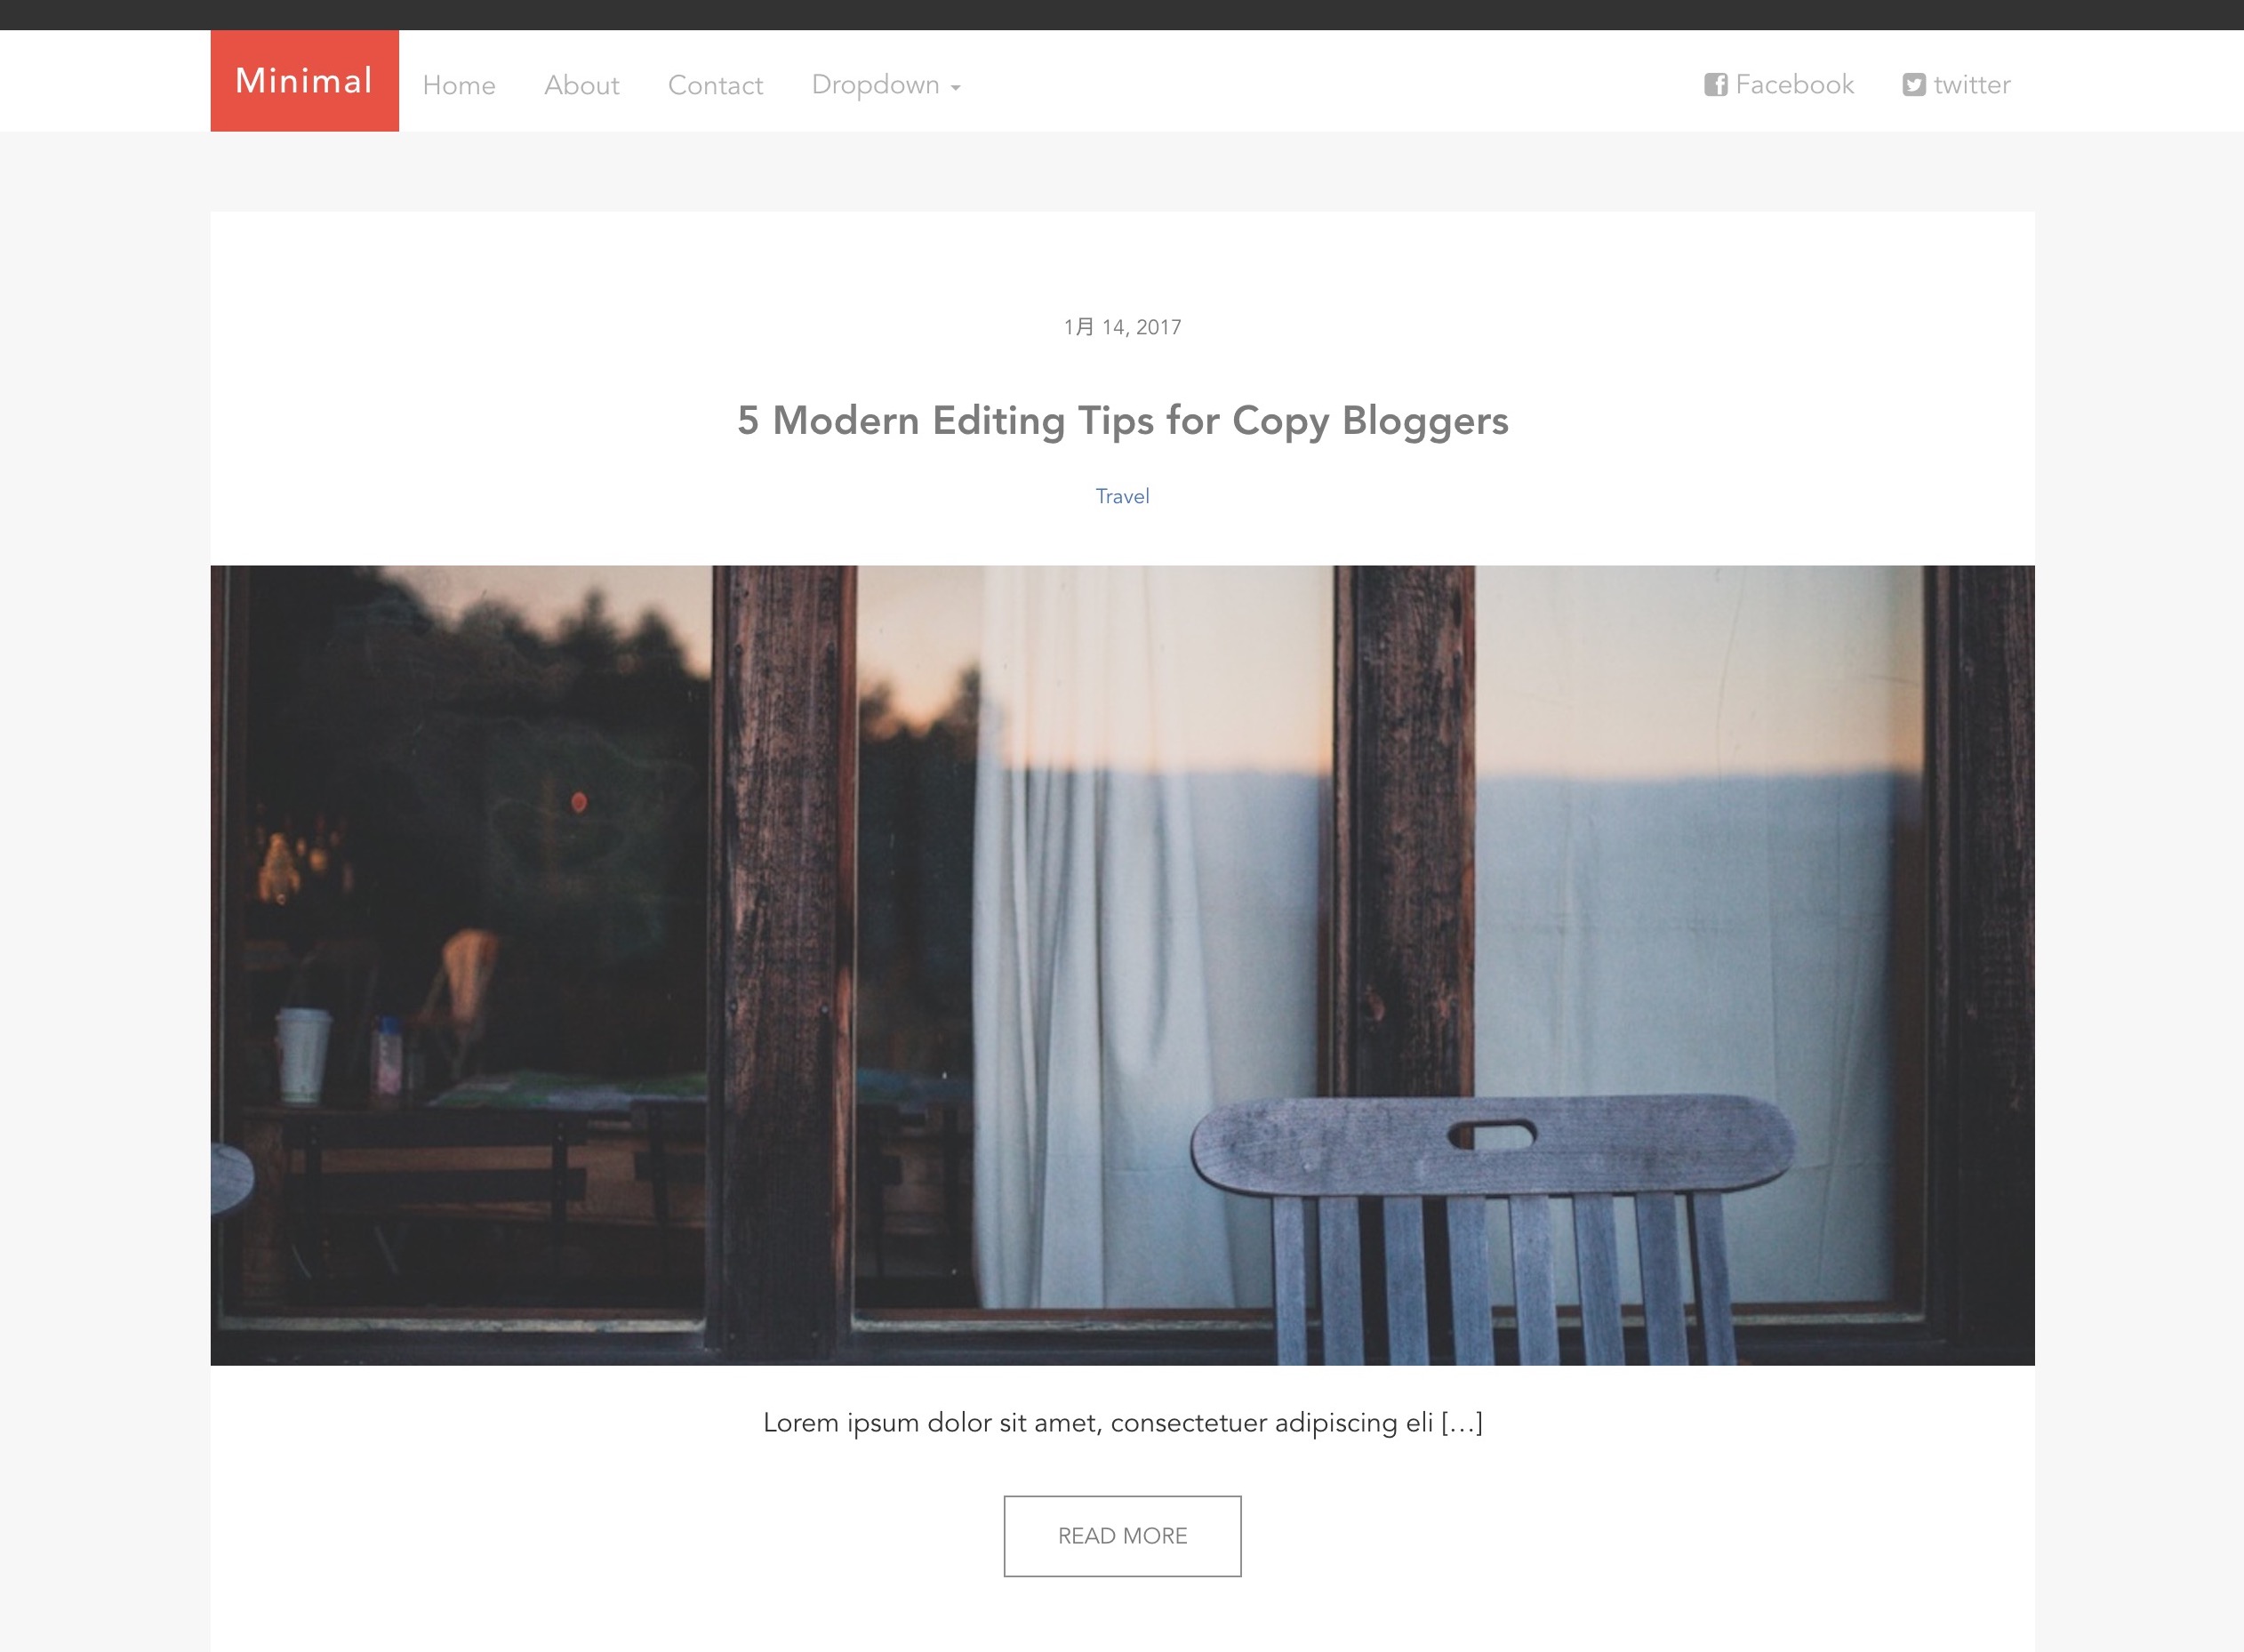 Minimal Home About Contact Dropdown Facebook twitter
1月 14, 2017
5 Modern Editing Tips for Copy Bloggers
Travel
Lorem ipsum dolor sit amet, consectetuer adipiscing eli […]
READ MORE